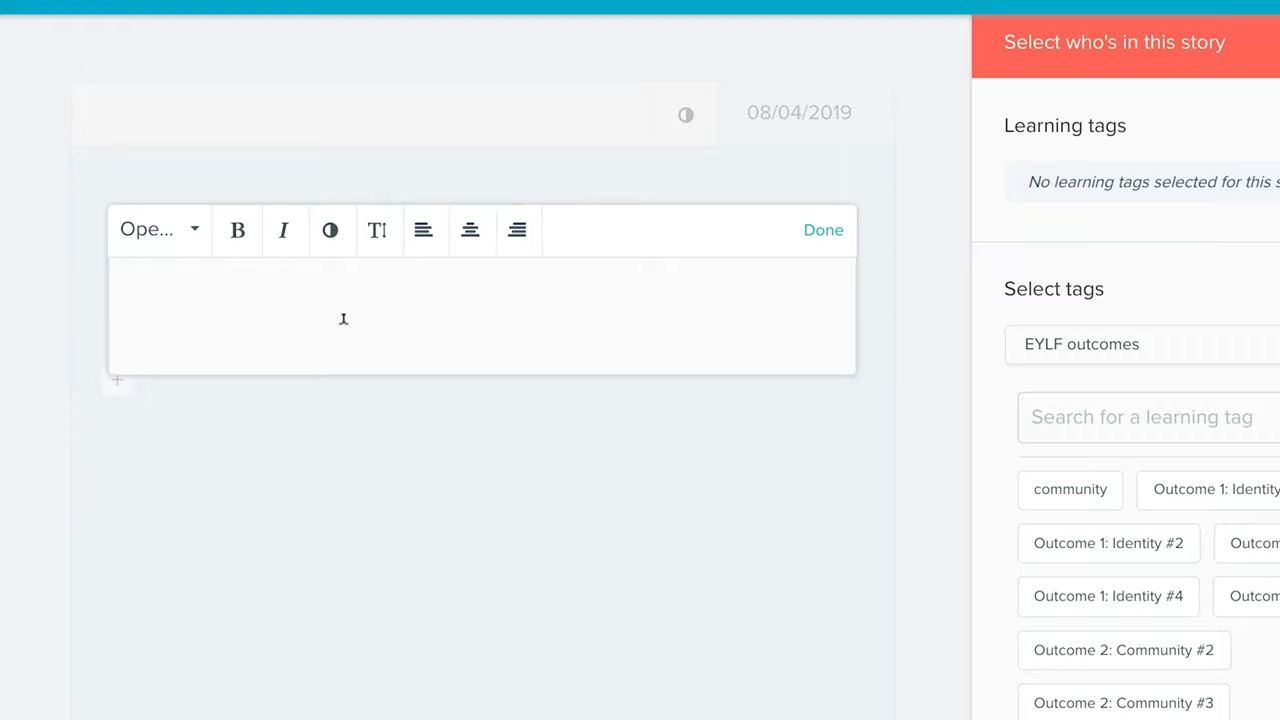 Select who's in this story
08/04/2019
Learning tags
No learning tags selected for this s
Ope... B I T Done
Select tags
EYLF outcomes
Search for a learning tag
community Outcome 1: Identity
Outcome 1: Identity #2 Outcom
Outcome 1: Identity #4 Outcom
Outcome 2: Community #2
Outcome 2: Community #3